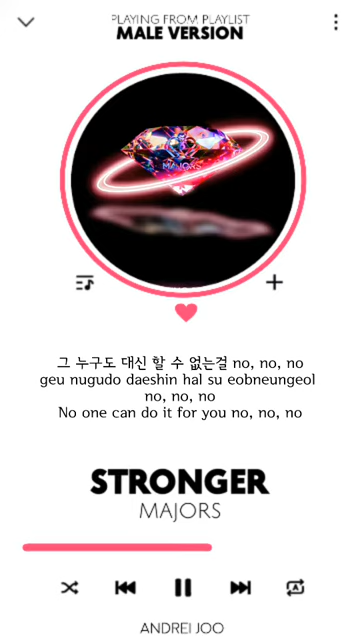 PLAYING FROM PLAYLIST
MALE VERSION
MAJORS
그 누구도 대신 할 수 없는걸 no, no, no
geu nugudo daeshin hal su eobneungeol
no, no, no
No one can do it for you no, no, no
STRONGER
MAJORS
ANDREI JOO